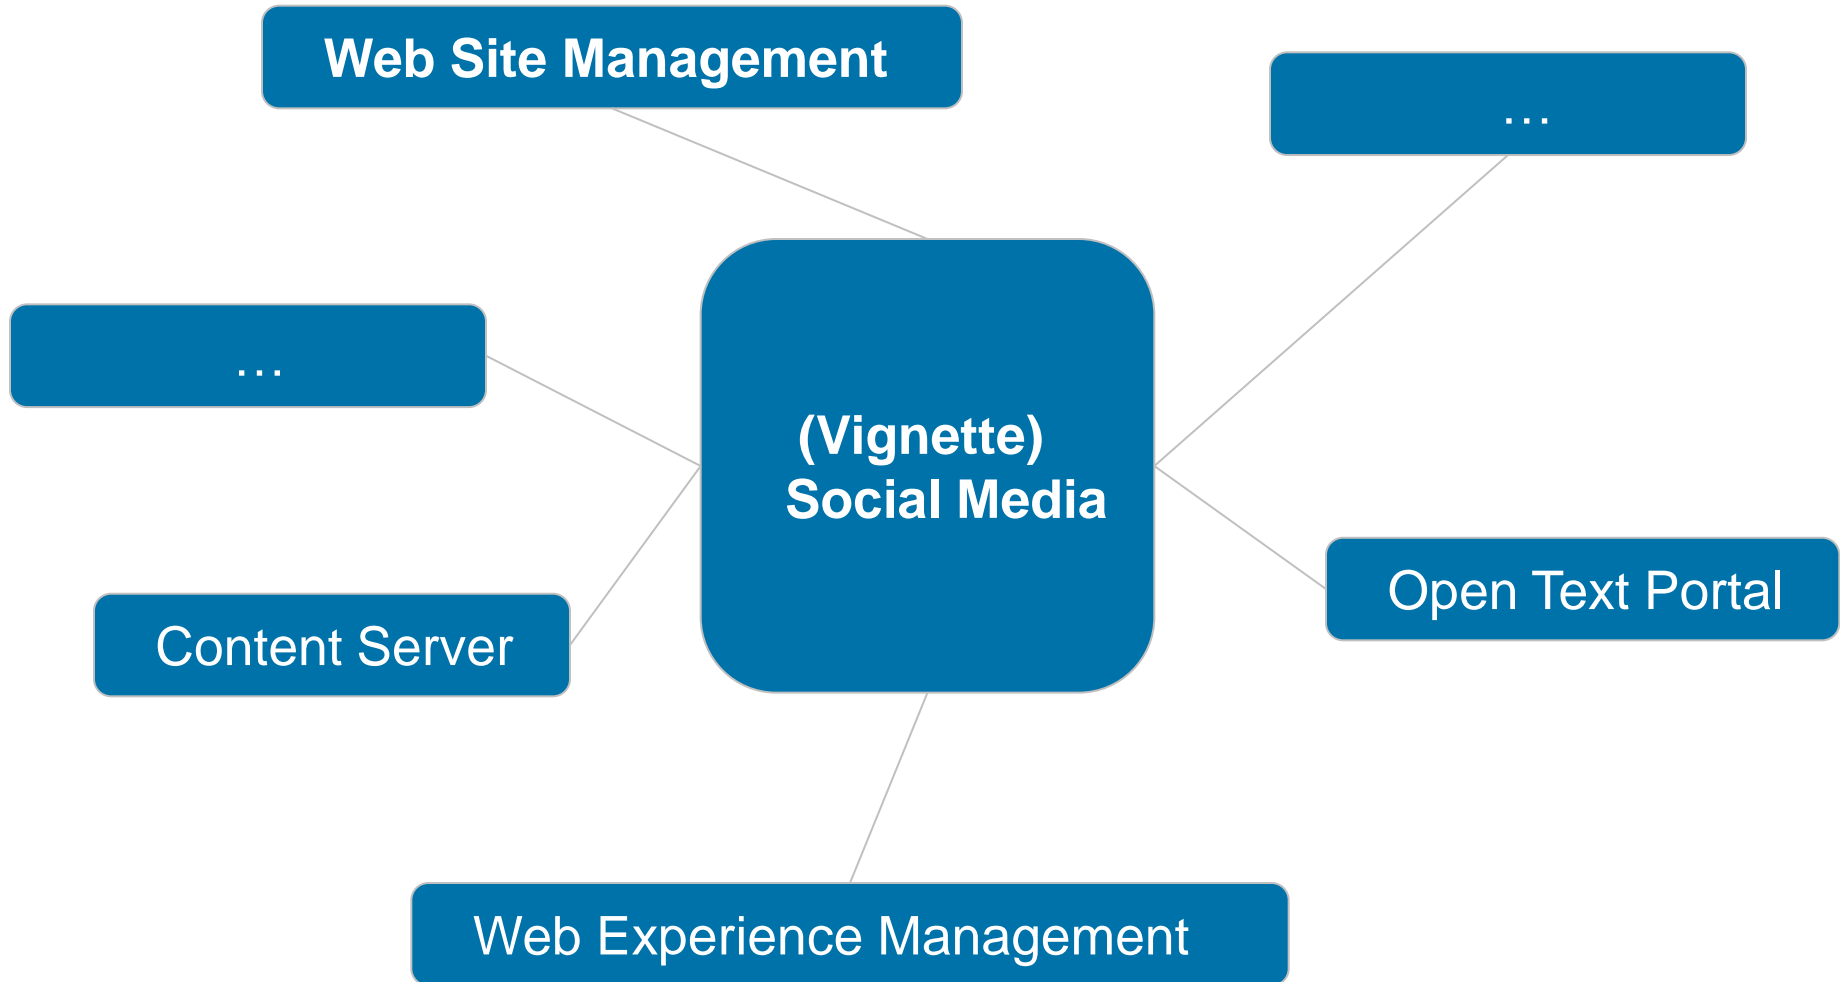 Web Site Management
…
…
(Vignette)
Social Media
Open Text Portal
Content Server
Web Experience Management